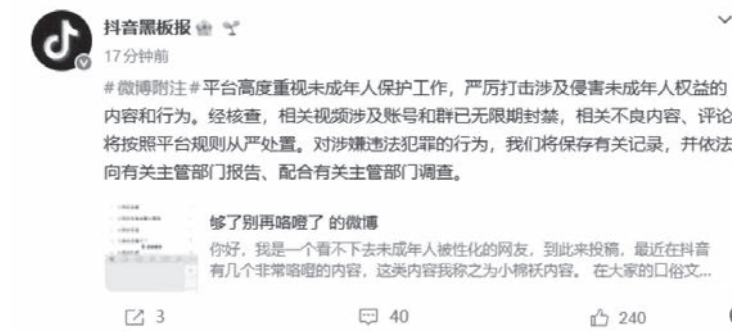 抖音黑板报
17分钟前
#微博附注#平台高度重视未成年人保护工作，严厉打击涉及侵害未成年人权益的
内容和行为。经核查，相关视频涉及账号和群已无限期封禁，相关不良内容、评论
将按照平台规则从严处置。对涉嫌违法犯罪的行为，我们将保存有关记录，并依法
向有关主管部门报告、配合有关主管部门调查。
够了别再咯噔了 的微博
你好，我是一个看不下去未成年人被性化的网友，到此来投稿，最近在抖音
有几个非常咯噔的内容，这类内容我称之为小棉袄内容。 在大家的口俗文...
3
40
240